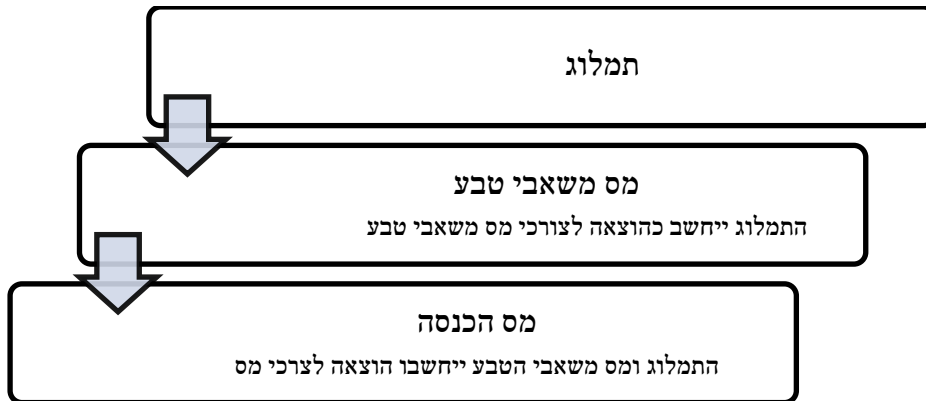 תמלוג
מס משאבי טבע
התמלוג ייחשב כהוצאה לצורכי מס משאבי טבע
מס הכנסה
התמלוג ומס משאבי הטבע ייחשבו הוצאה לצרכי מס